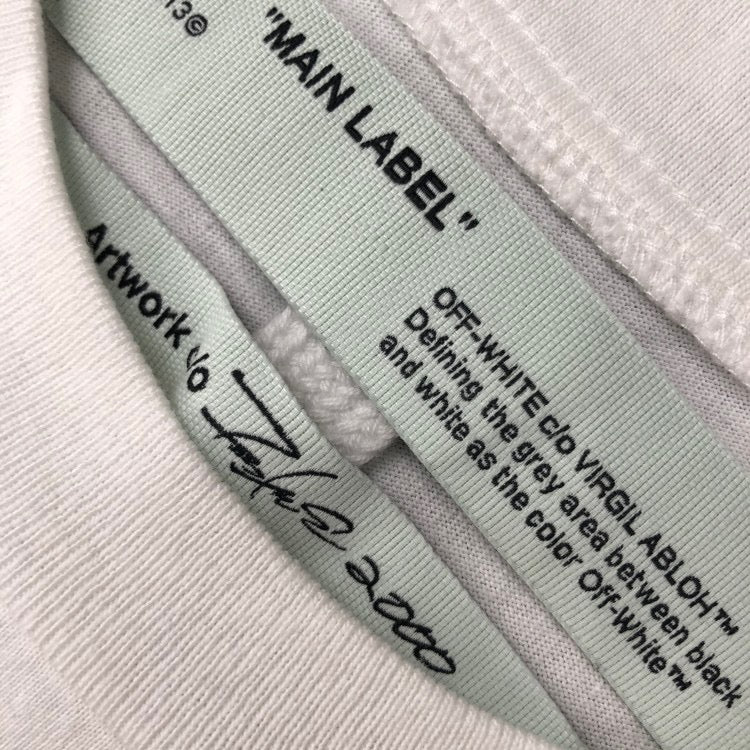 13©
"MAIN LABEL"
OFF-WHITE c/o VIRGIL ABLOH™
Defining the grey area between black
and white as the color Off-White™
Artwork c/o
2000